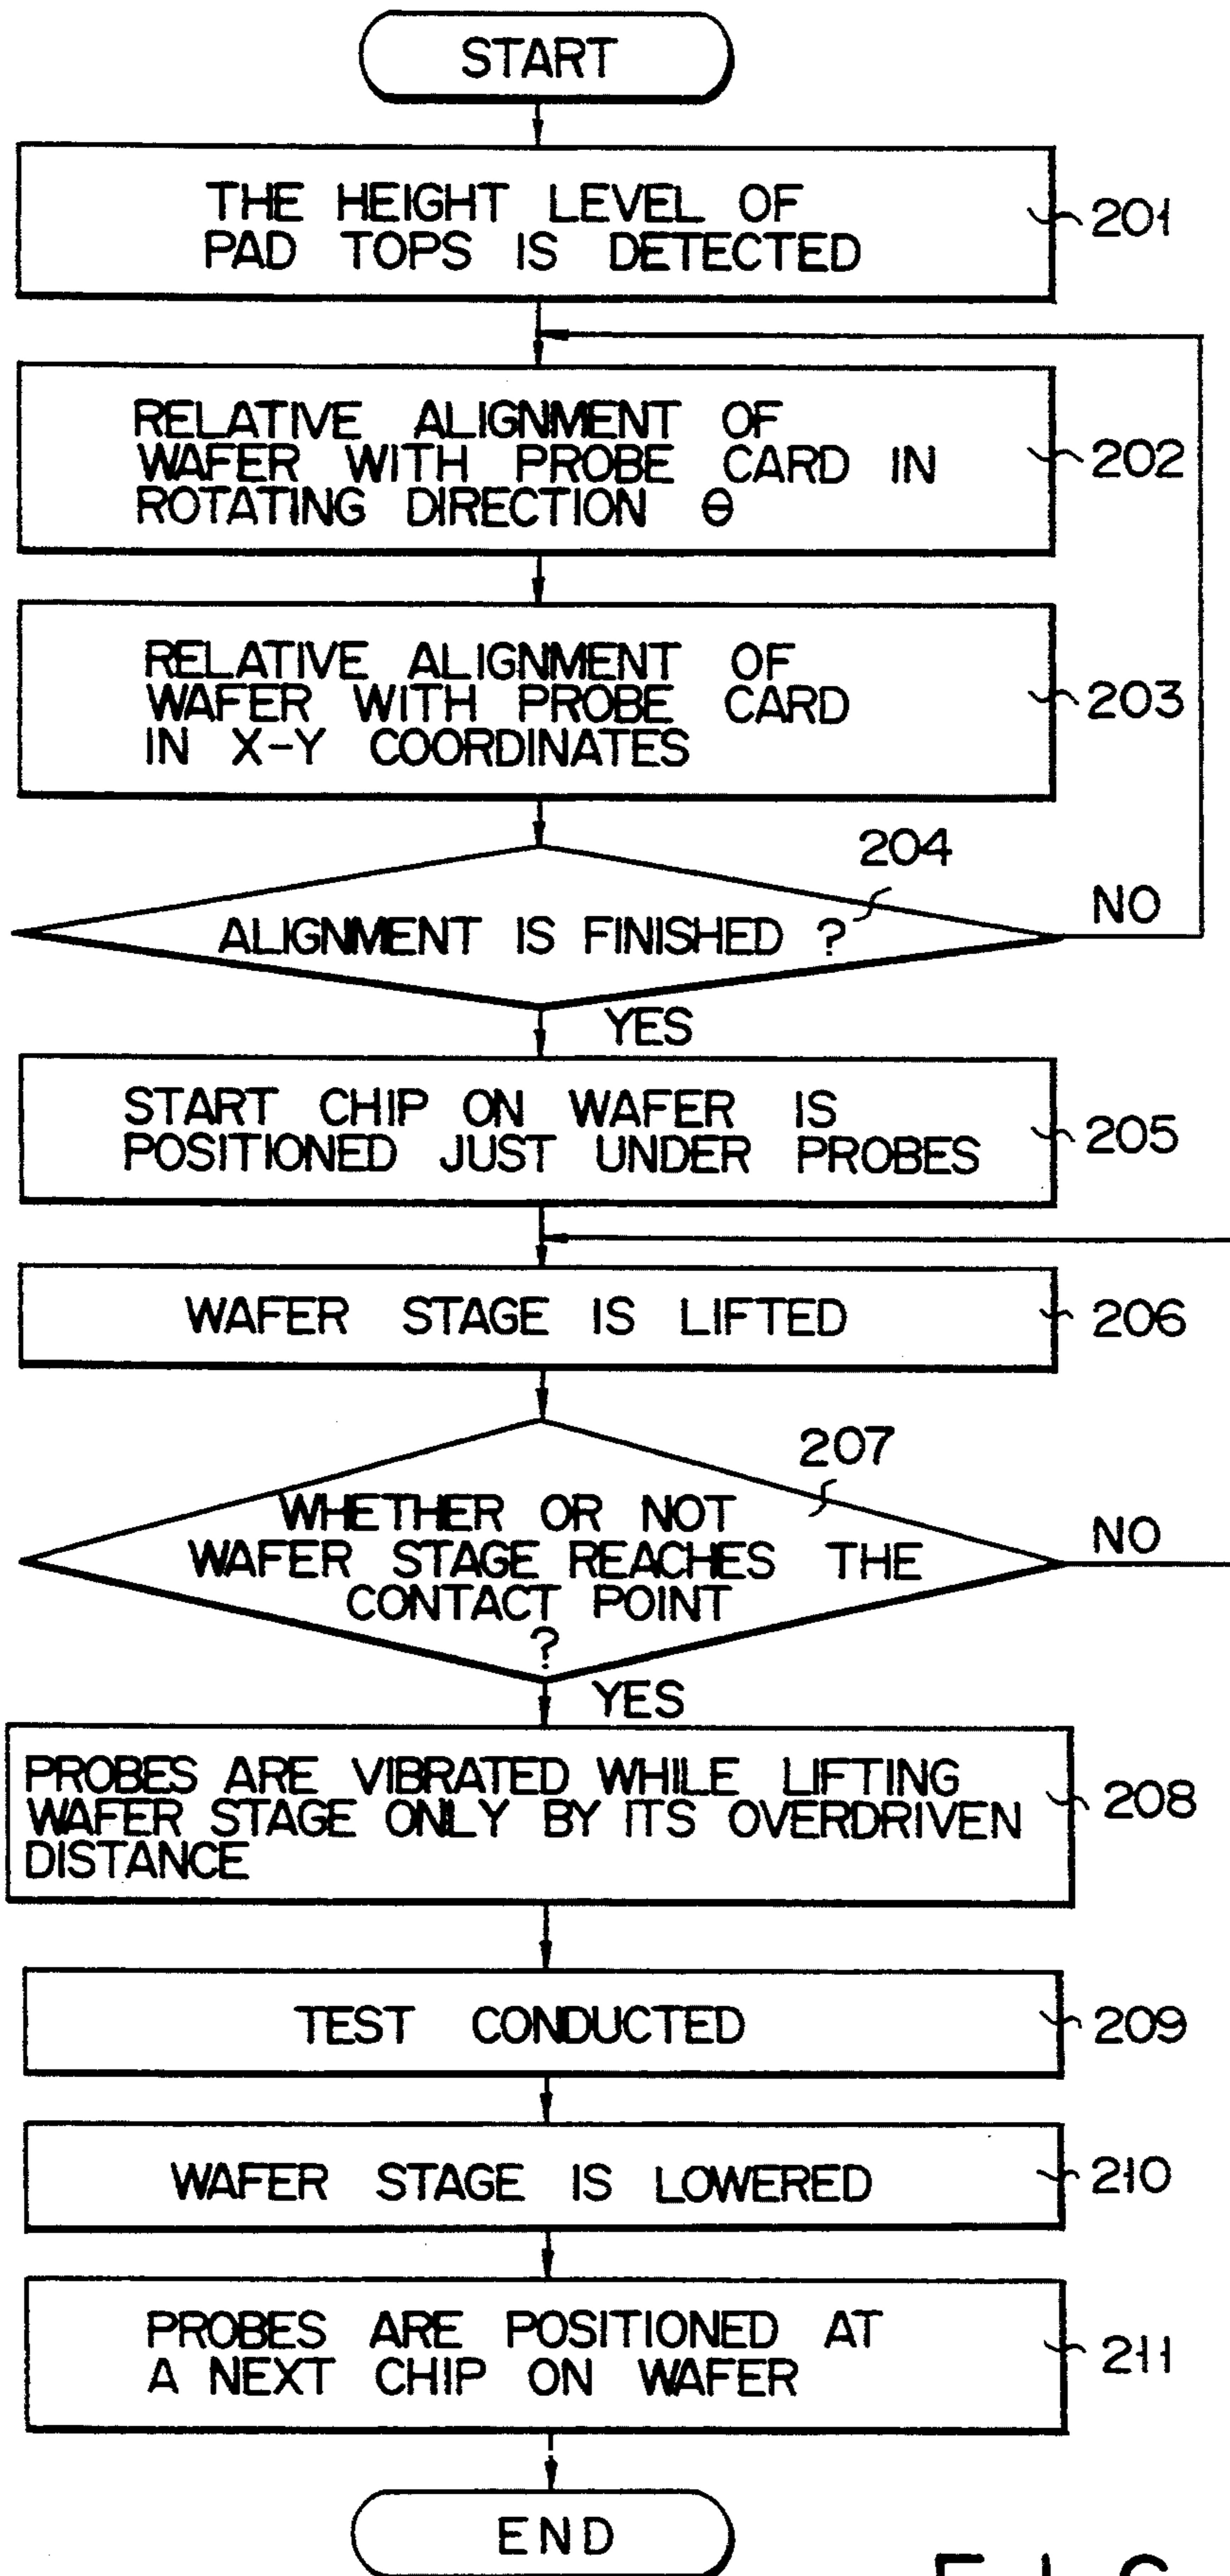 START
THE HEIGHT LEVEL OF
PAD TOPS IS DETECTED
201
RELATIVE ALIGNMENT OF
WAFER WITH PROBE CARD IN
ROTATING DIRECTION θ
202
RELATIVE ALIGNMENT OF
WAFER WITH PROBE CARD
IN X-Y COORDINATES
203
204
ALIGNMENT IS FINISHED ?
NO
YES
START CHIP ON WAFER IS
POSITIONED JUST UNDER PROBES
205
WAFER STAGE IS LIFTED
206
207
WHETHER OR NOT
WAFER STAGE REACHES THE
CONTACT POINT
?
NO
YES
PROBES ARE VIBRATED WHILE LIFTING
WAFER STAGE ONLY BY ITS OVERDRIVEN
DISTANCE
208
TEST CONDUCTED
209
WAFER STAGE IS LOWERED
210
PROBES ARE POSITIONED AT
A NEXT CHIP ON WAFER
211
END